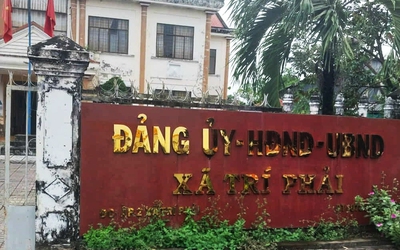 ĐẢNG ỦY-HĐND-UBND
XÃ TRÍ PHẢI